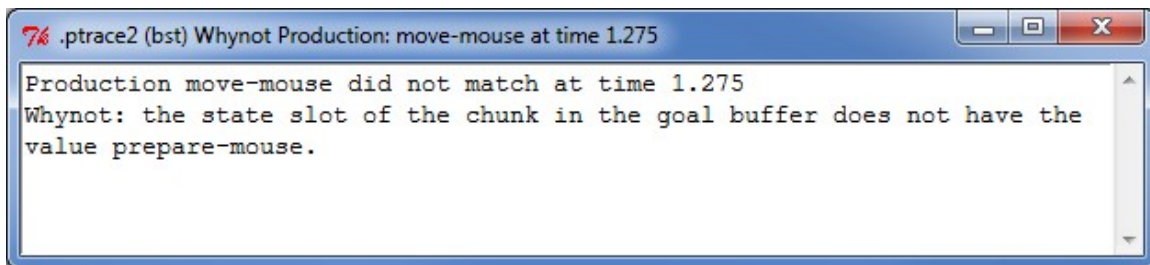 .ptrace2 (bst) Whynot Production: move-mouse at time 1.275
Production move-mouse did not match at time 1.275
Whynot: the state slot of the chunk in the goal buffer does not have the
value prepare-mouse.